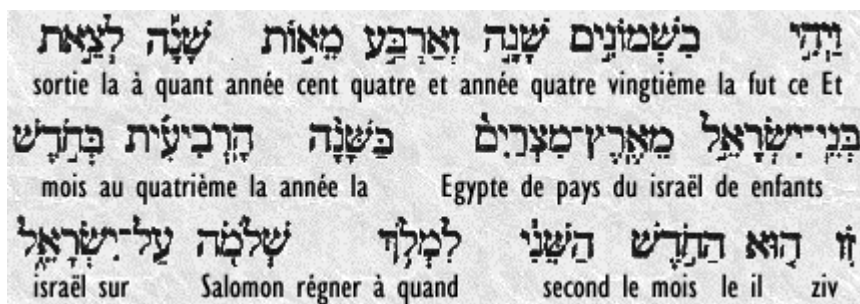 וַיְהִ֣י בִשְׁמוֹנִ֣ים שָׁנָ֣ה וְאַרְבַּ֣ע מֵא֣וֹת שָׁנָ֡ה לְצֵ֣את
sortie la à quant année cent quatre et année quatre vingtième la fut ce Et
בְּנֵֽי־יִשְׂרָאֵ֣ל מֵאֶֽרֶץ־מִצְרַיִם֩ בַּשָּׁנָ֨ה הָרְבִיעִ֜ית בְּחֹ֣דֶשׁ
mois au quatrième la année la Egypte de pays du israël de enfants
זִ֗ו ה֚וּא הַחֹ֣דֶשׁ הַשֵּׁנִ֔י לִמְלֹ֥ךְ שְׁלֹמֹ֖ה עַל־יִשְׂרָאֵ֑ל
israël sur Salomon régner à quand second le mois le il ziv